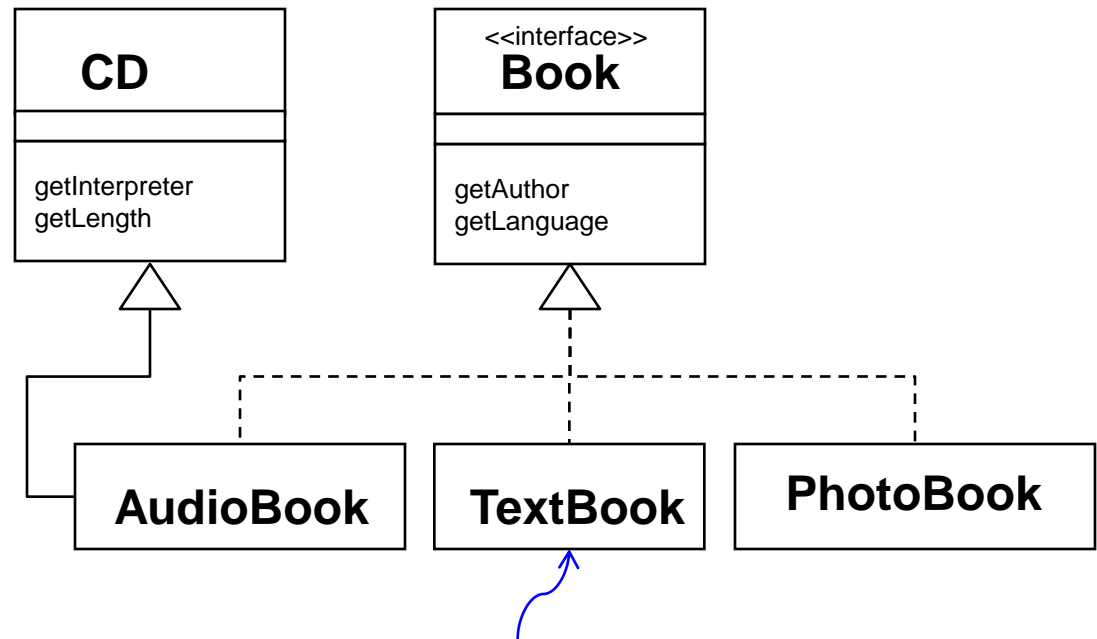 CD
getInterpreter
getLength
<<interface>>
Book
getAuthor
getLanguage
AudioBook
TextBook
PhotoBook